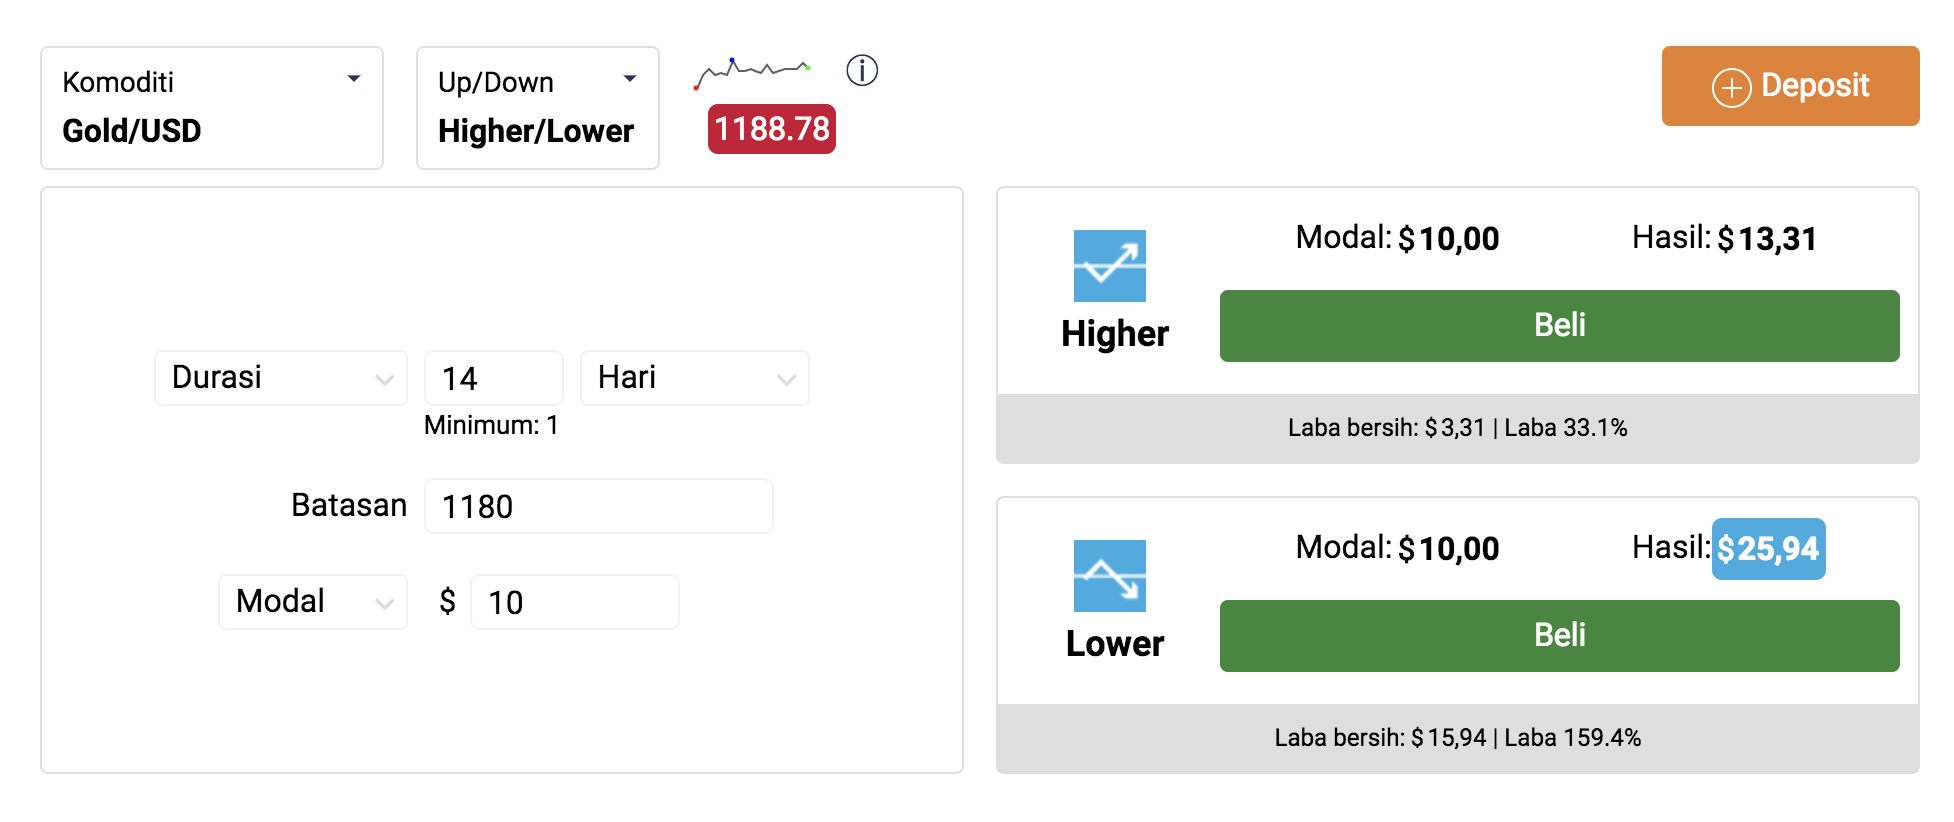 Komoditi
Gold/USD
Up/Down
Higher/Lower
1188.78
Deposit
Durasi 14 Hari
Minimum: 1
Batasan 1180
Modal $ 10
Modal: $10,00 Hasil: $13,31
Higher
Beli
Laba bersih: $3,31 | Laba 33.1%
Modal: $10,00 Hasil: $25,94
Lower
Beli
Laba bersih: $15,94 | Laba 159.4%